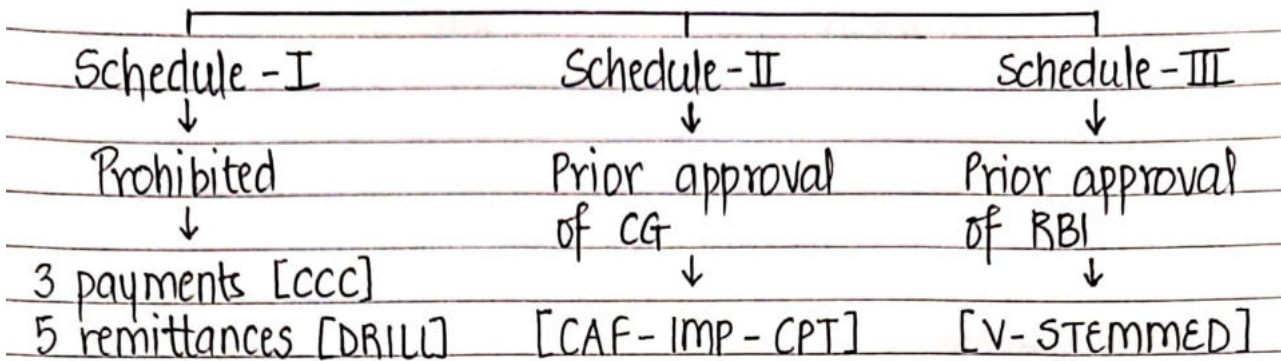 Schedule-I Schedule-II Schedule-III
↓ ↓ ↓
Prohibited Prior approval Prior approval
↓ of CG of RBI
3 payments [CCC] ↓ ↓
5 remittances [DRILL] [CAF-IMP-CPT] [V-STEMMED]